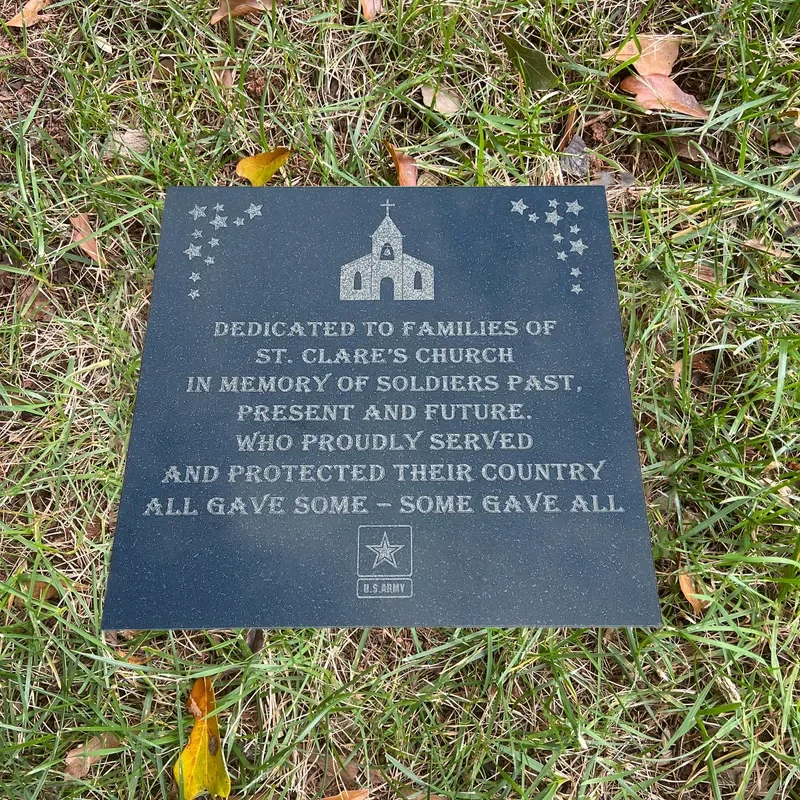 DEDICATED TO FAMILIES OF
ST. CLARE'S CHURCH
IN MEMORY OF SOLDIERS PAST,
PRESENT AND FUTURE.
WHO PROUDLY SERVED
AND PROTECTED THEIR COUNTRY
ALL GAVE SOME – SOME GAVE ALL
U.S.ARMY